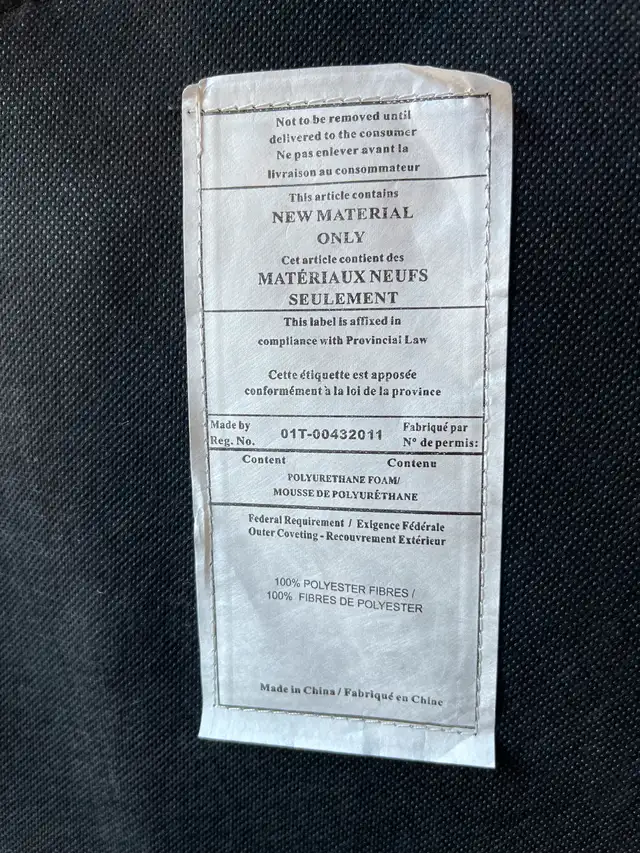 Not to be removed until
delivered to the consumer
Ne pas enlever avant la
livraison au consommateur
This article contains
NEW MATERIAL
ONLY
Cet article contient des
MATÉRIAUX NEUFS
SEULEMENT
This label is affixed in
compliance with Provincial Law
Cette étiquette est apposée
conformément à la loi de la province
Made by Fabriqué par
Reg. No. 01T-00432011 N° de permis:
Content Contenu
POLYURETHANE FOAM/
MOUSSE DE POLYURÉTHANE
Federal Requirement / Exigence Fédérale
Outer Coveting - Recouvrement Extérieur
100% POLYESTER FIBRES /
100% FIBRES DE POLYESTER
Made in China / Fabriqué en Chine